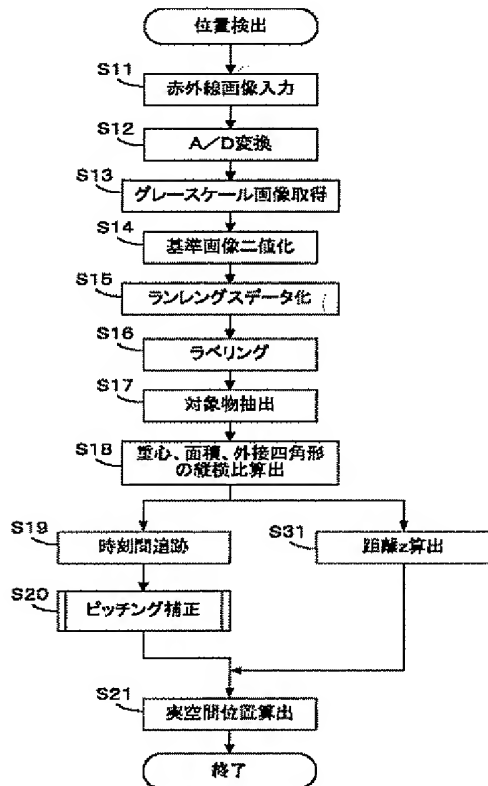 位置検出
S11
赤外線画像入力
S12
A/D変換
S13
グレースケール画像取得
S14
基準画像二値化
S15
ランレングスデータ化
S16
ラベリング
S17
対象物抽出
S18
重心、面積、外接四角形
の縦横比算出
S19
時刻間追跡
S31
距離z算出
S20
ピッチング補正
S21
実空間位置算出
終了